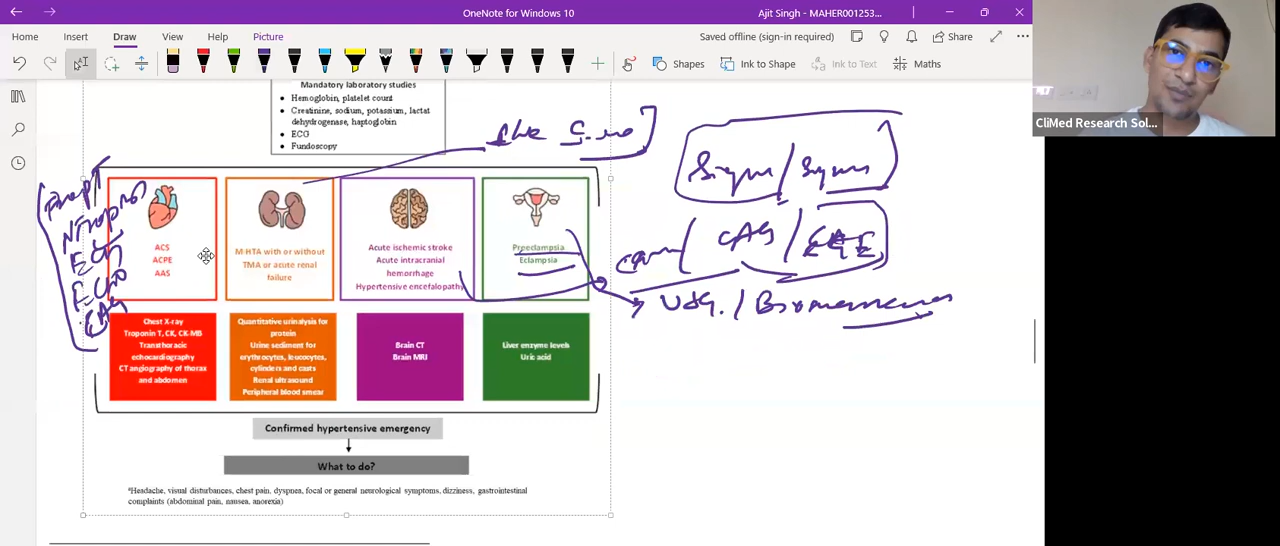 OneNote for Windows 10
Ajit Singh - MAHER001253...
Home
Insert
Draw
View
Help
Picture
Saved offline (sign-in required)
Share
Shapes
Ink to Shape
Ink to Text
Maths
CliMed Research Sol...
Mandatory laboratory studies
Hemoglobin, platelet count
Creatinine, sodium, potassium, lactat
dehydrogenase, haptoglobin
ECG
Fundoscopy
ACS
ACPE
AAS
M-HTA with or without
TMA or acute renal
failure
Acute ischemic stroke
Acute intracranial
hemorrhage
Hypertensive encefalopathy
Preeclampsia
Eclampsia
ECG
ECHO
CAG
CAG
USG. /
Chest X-ray
Troponin T, CK, CK-MB
Transthoracic
echocardiography
CT angiography of thorax
and abdomen
Quantitative urinalysis for
protein
Urine sediment for
erythrocytes, leucocytes,
cylinders and casts
Renal ultrasound
Peripheral blood smear
Brain CT
Brain MRI
Liver enzyme levels
Uric acid
Confirmed hypertensive emergency
What to do?
ªHeadache, visual disturbances, chest pain, dyspnea, focal or general neurological symptoms, dizziness, gastrointestinal
complaints (abdominal pain, nausea, anorexia)